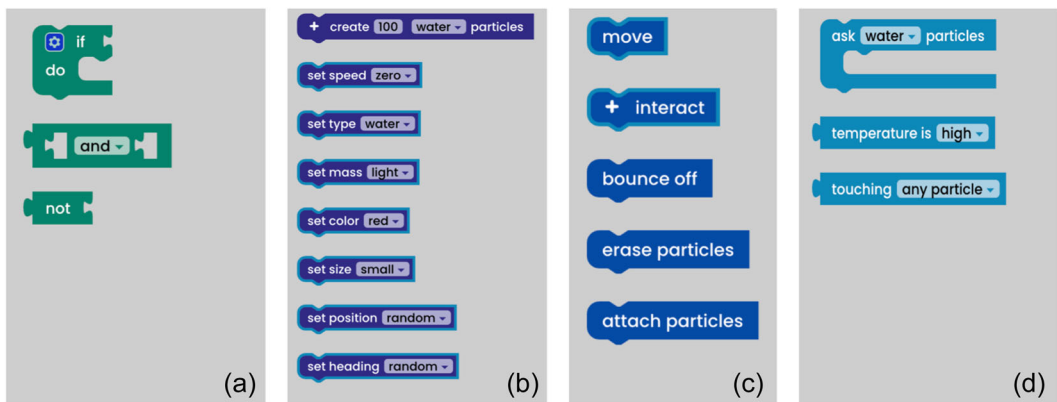 if
do
and
not
(a)
+ create 100 water particles
set speed zero
set type water
set mass light
set color red
set size small
set position random
set heading random
(b)
move
+ interact
bounce off
erase particles
attach particles
(c)
ask water particles
temperature is high
touching any particle
(d)